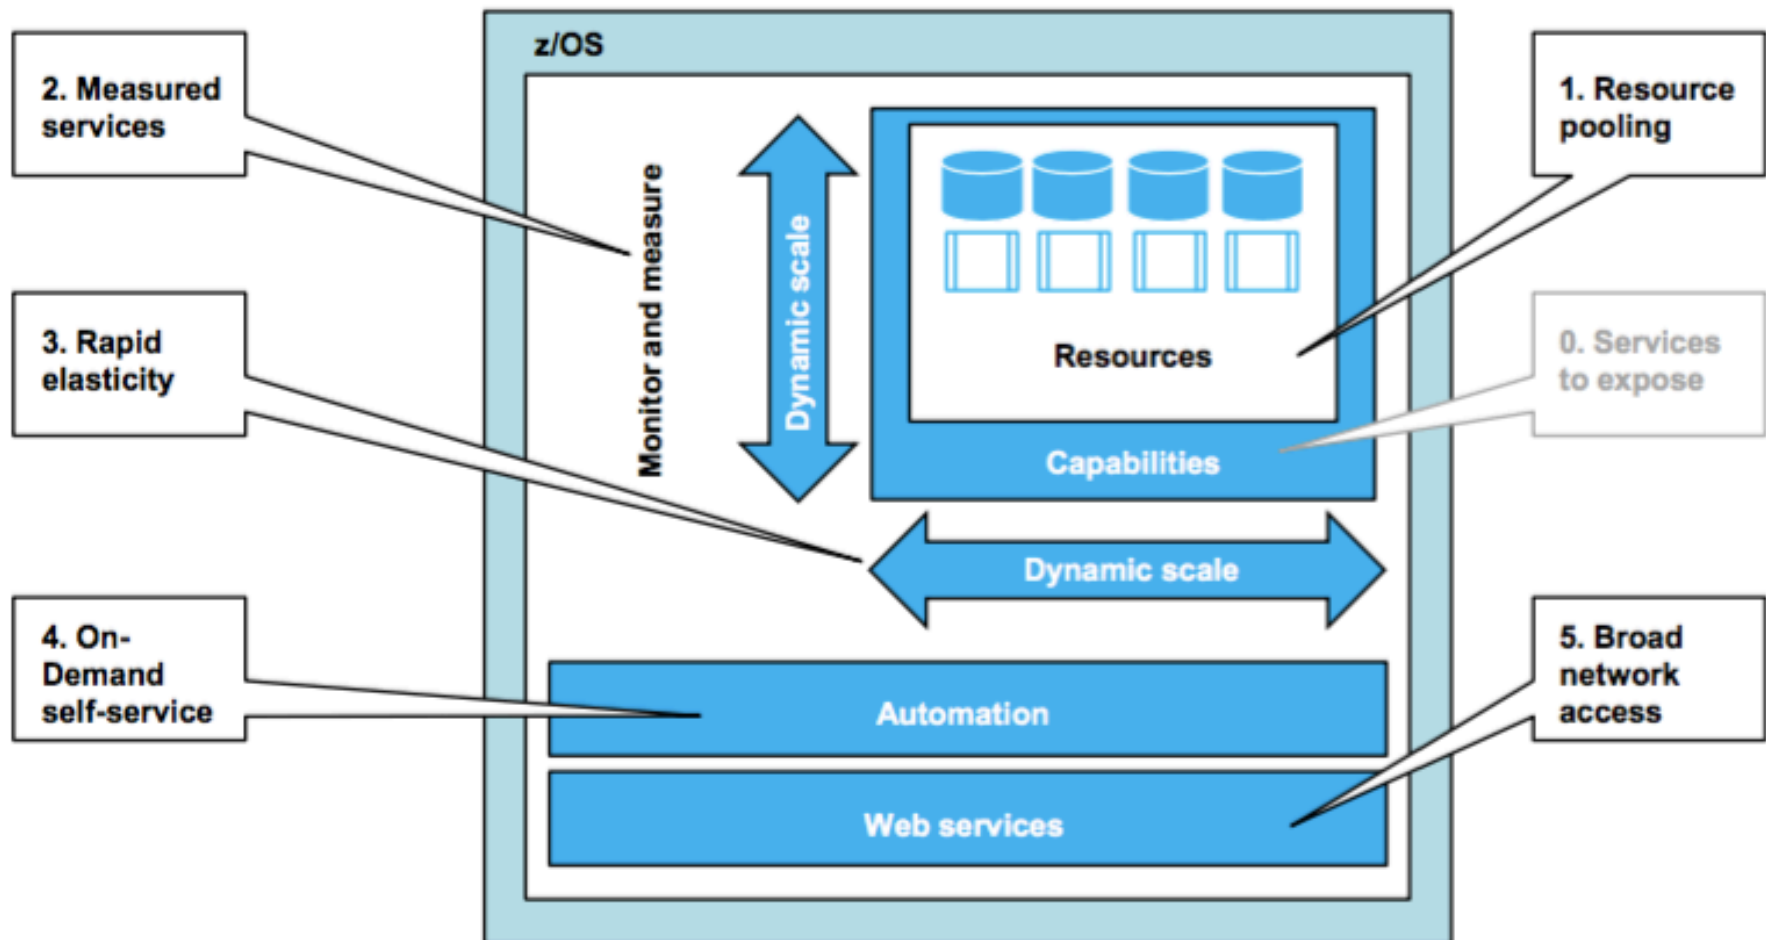 z/OS
2. Measured
services
1. Resource
pooling
Monitor and measure
Dynamic scale
Resources
3. Rapid
elasticity
0. Services
to expose
Capabilities
Dynamic scale
4. On-
Demand
self-service
Automation
5. Broad
network
access
Web services